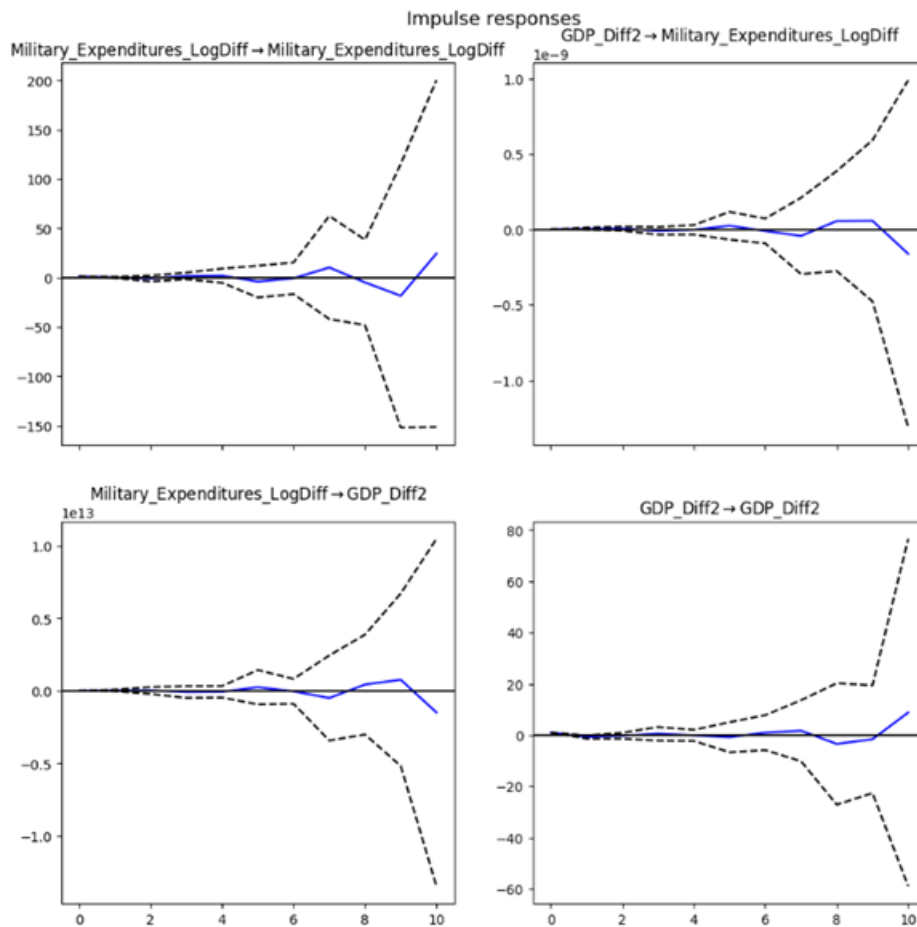 Impulse responses
Military_Expenditures_LogDiff→Military_Expenditures_LogDiff
GDP_Diff2→Military_Expenditures_LogDiff
1e−9
200
150
100
50
0
−50
−100
−150
1.0
0.5
0.0
−0.5
−1.0
Military_Expenditures_LogDiff→GDP_Diff2
1e13
GDP_Diff2→GDP_Diff2
1.0
0.5
0.0
−0.5
−1.0
0 2 4 6 8 10
80
60
40
20
0
−20
−40
−60
0 2 4 6 8 10